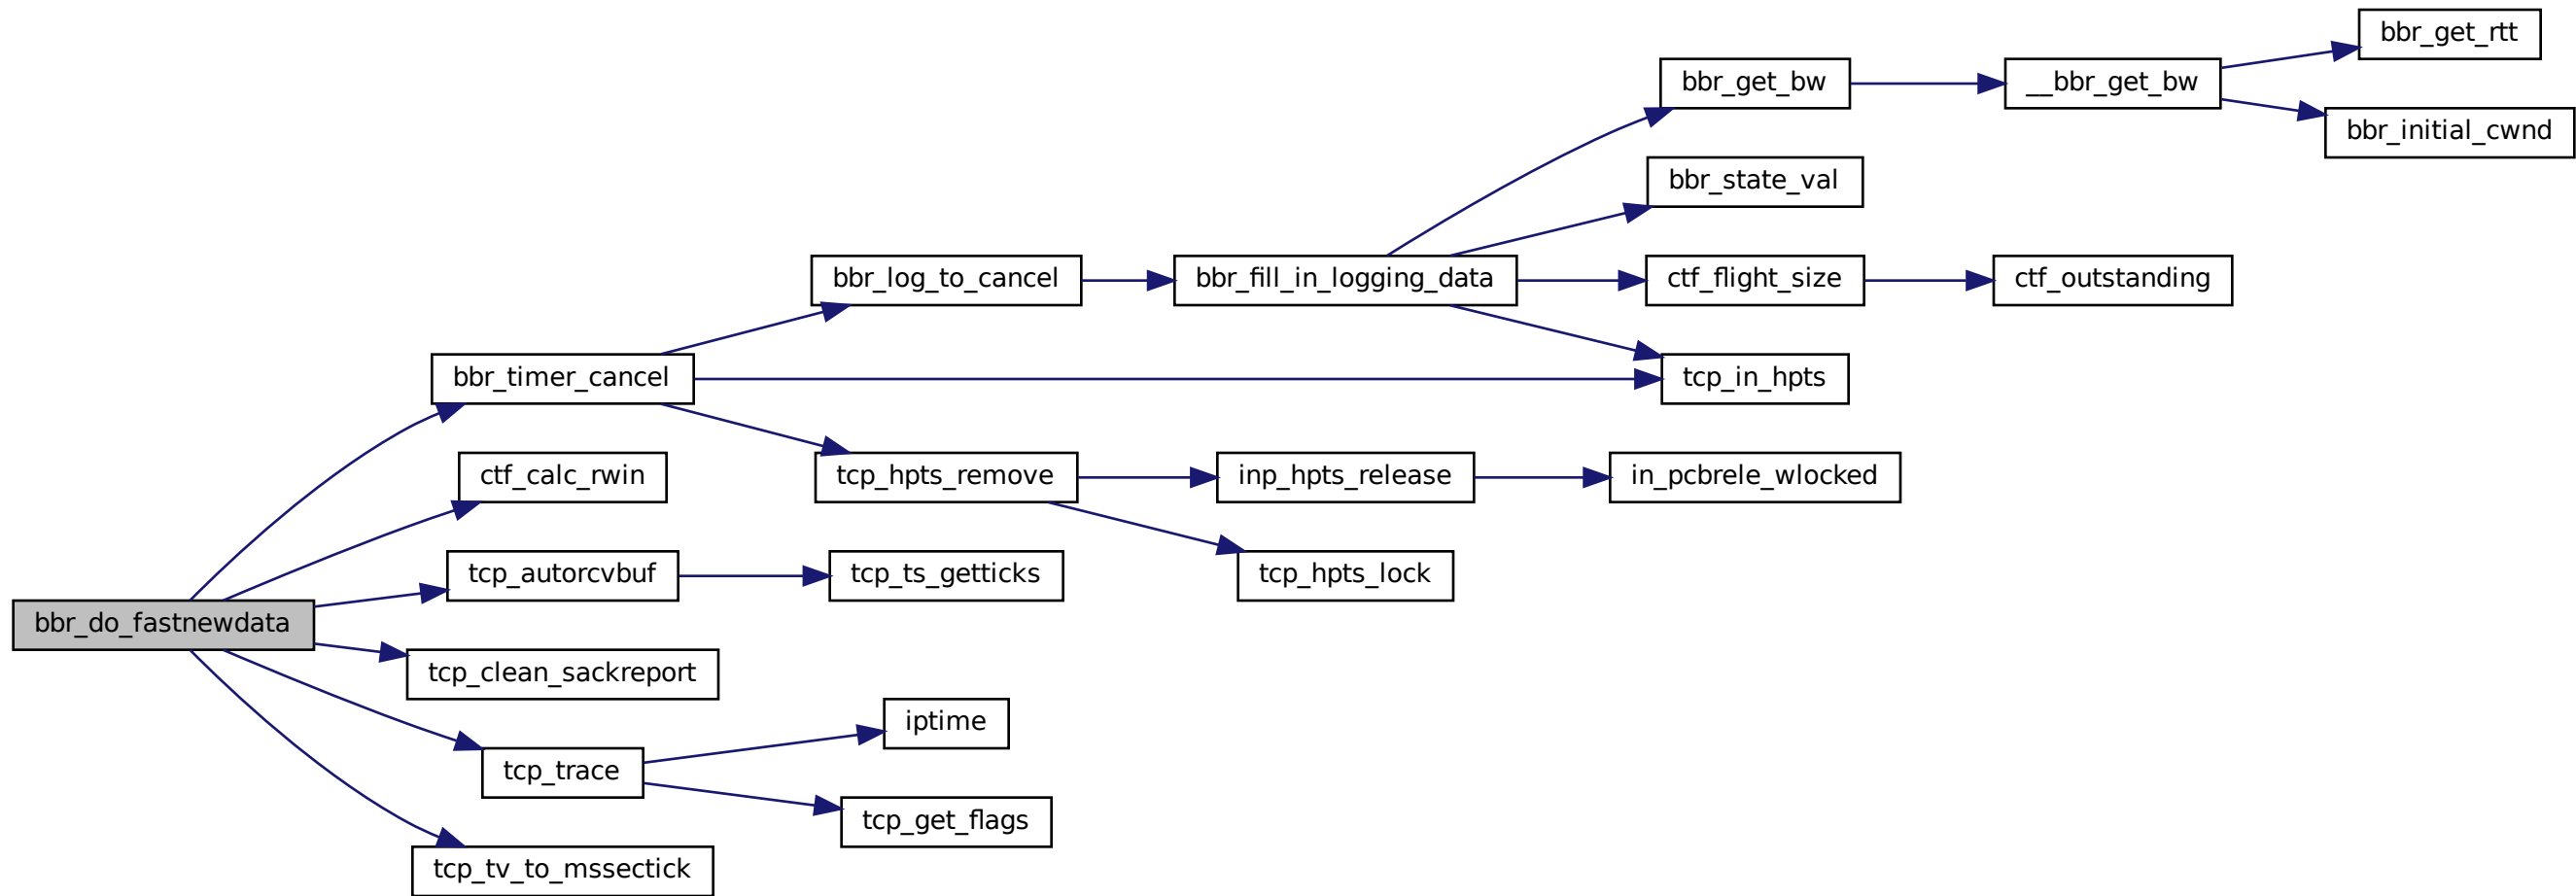 bbr_get_rtt
bbr_get_bw
__bbr_get_bw
bbr_initial_cwnd
bbr_state_val
bbr_log_to_cancel
bbr_fill_in_logging_data
ctf_flight_size
ctf_outstanding
bbr_timer_cancel
tcp_in_hpts
ctf_calc_rwin
tcp_hpts_remove
inp_hpts_release
in_pcbrele_wlocked
tcp_autorcvbuf
tcp_ts_getticks
tcp_hpts_lock
bbr_do_fastnewdata
tcp_clean_sackreport
iptime
tcp_trace
tcp_get_flags
tcp_tv_to_mssectick